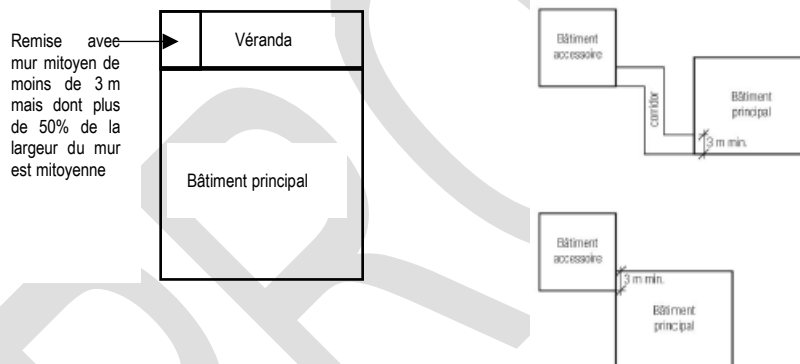 Remise avec
mur mitoyen de
moins de 3 m
mais dont plus
de 50% de la
largeur du mur
est mitoyenne
Véranda
Bâtiment principal
Bâtiment
accessoire
corridor
Bâtiment
principal
3 m min.
Bâtiment
accessoire
3 m min.
Bâtiment
principal